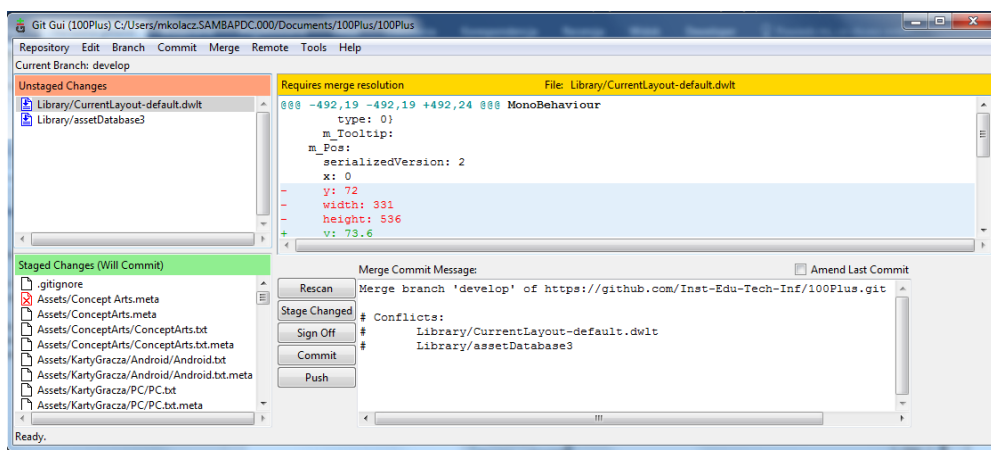 Git Gui (100Plus) C:/Users/mkolacz.SAMBAPDC.000/Documents/100Plus/100Plus
Repository Edit Branch Commit Merge Remote Tools Help
Current Branch: develop
Unstaged Changes
Library/CurrentLayout-default.dwlt
Library/assetDatabase3
Requires merge resolution File: Library/CurrentLayout-default.dwlt
@@@ -492,19 -492,19 +492,24 @@@ MonoBehaviour
type: 0}
m_Tooltip:
m_Pos:
serializedVersion: 2
x: 0
- y: 72
- width: 331
- height: 536
+ y: 73.6
Staged Changes (Will Commit)
.gitignore
Assets/Concept Arts.meta
Assets/ConceptArts.meta
Assets/ConceptArts/ConceptArts.txt
Assets/ConceptArts/ConceptArts.txt.meta
Assets/KartyGracza/Android/Android.txt
Assets/KartyGracza/Android/Android.txt.meta
Assets/KartyGracza/PC/PC.txt
Assets/KartyGracza/PC/PC.txt.meta
Rescan
Stage Changed
Sign Off
Commit
Push
Merge Commit Message: Amend Last Commit
Merge branch 'develop' of https://github.com/Inst-Edu-Tech-Inf/100Plus.git
# Conflicts:
# Library/CurrentLayout-default.dwlt
# Library/assetDatabase3
Ready.